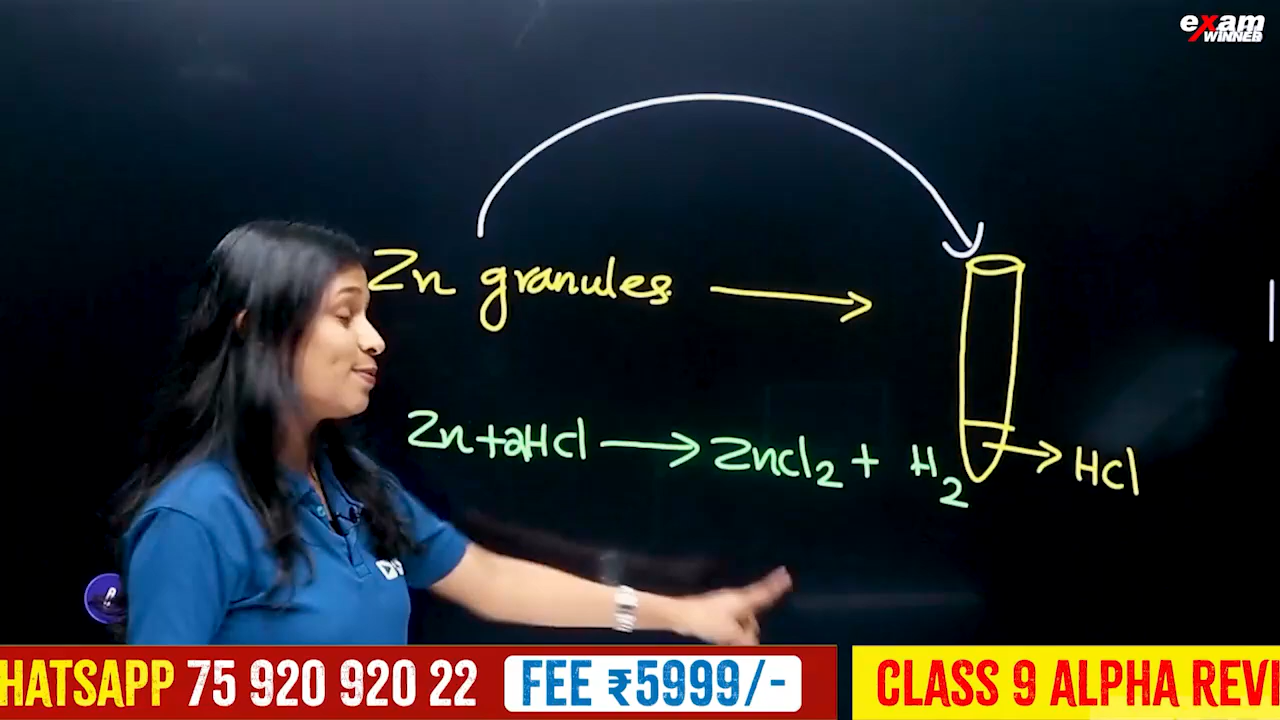 exam
WINNER
Zn granules
Zn + 2HCl → ZnCl2 + H2
HCl
HATSAPP 75 920 920 22
FEE ₹5999/-
CLASS 9 ALPHA REVI